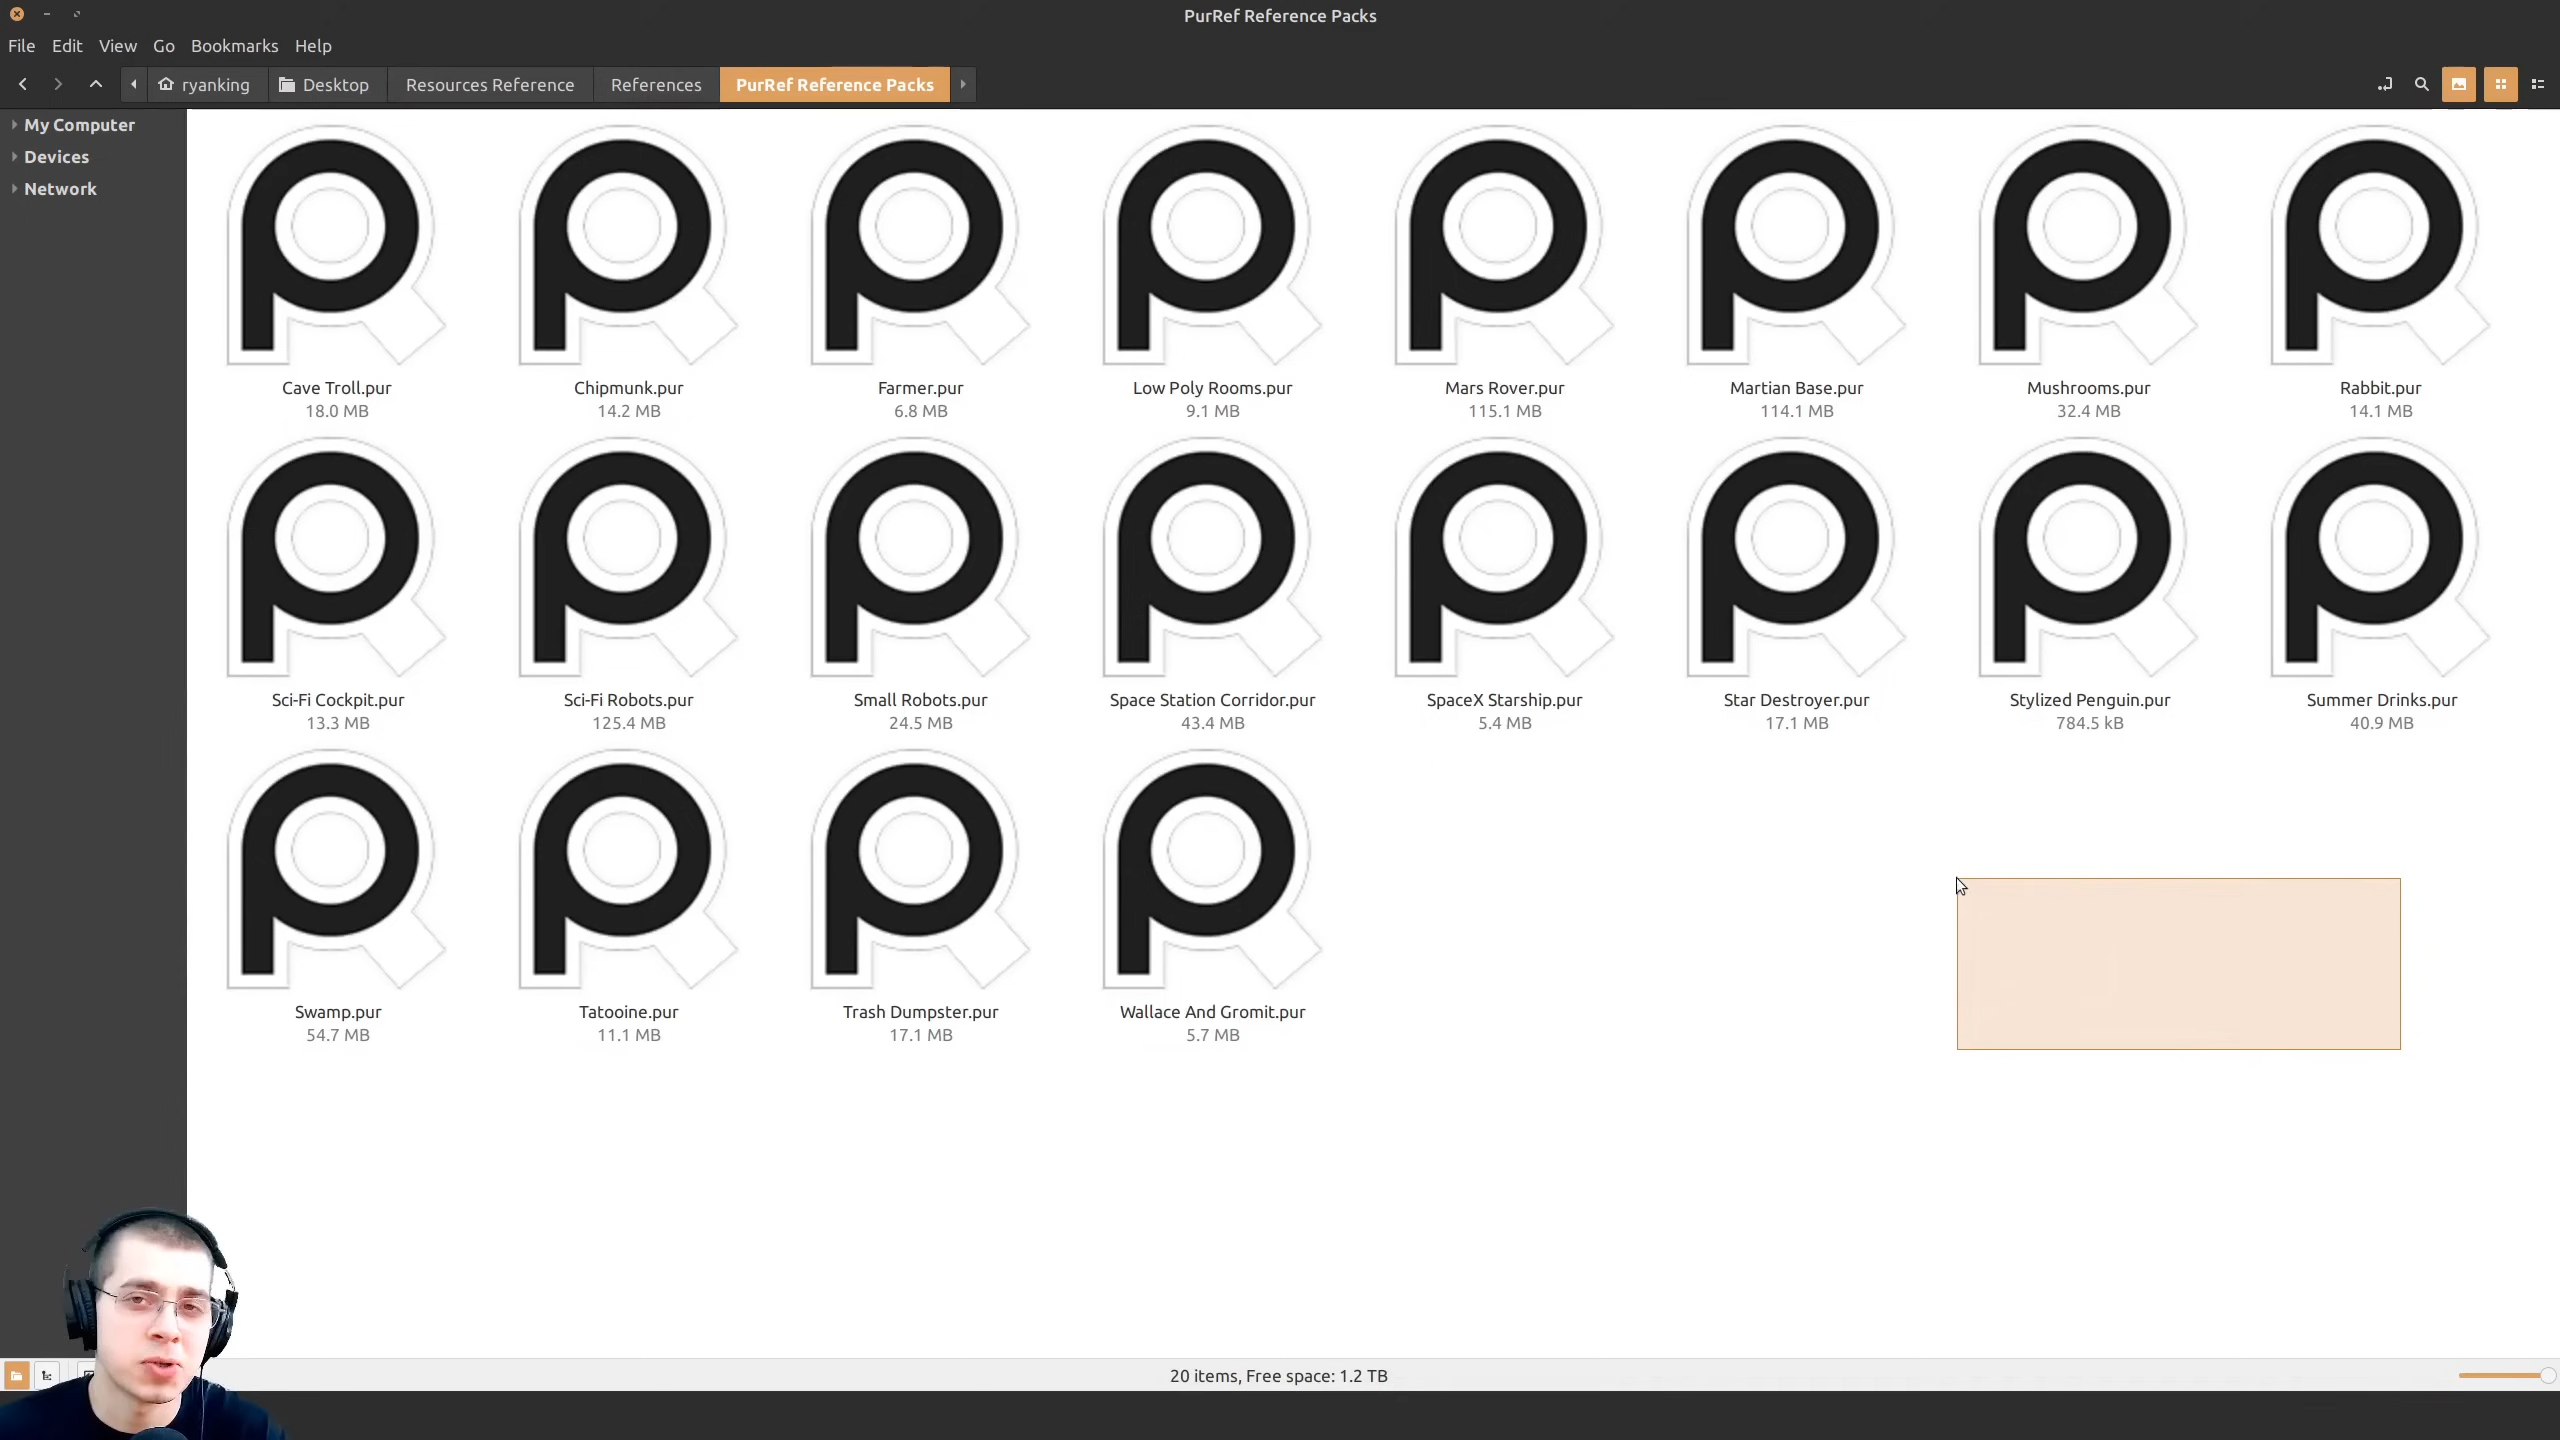 PurRef Reference Packs
File Edit View Go Bookmarks Help
ryanking Desktop Resources Reference References PurRef Reference Packs
My Computer
Devices
Network
Cave Troll.pur Chipmunk.pur Farmer.pur Low Poly Rooms.pur Mars Rover.pur Martian Base.pur Mushrooms.pur Rabbit.pur
18.0 MB 14.2 MB 6.8 MB 9.1 MB 115.1 MB 114.1 MB 32.4 MB 14.1 MB
Sci-Fi Cockpit.pur Sci-Fi Robots.pur Small Robots.pur Space Station Corridor.pur SpaceX Starship.pur Star Destroyer.pur Stylized Penguin.pur Summer Drinks.pur
13.3 MB 125.4 MB 24.5 MB 43.4 MB 5.4 MB 17.1 MB 784.5 kB 40.9 MB
Swamp.pur Tatooine.pur Trash Dumpster.pur Wallace And Gromit.pur
54.7 MB 11.1 MB 17.1 MB 5.7 MB
20 items, Free space: 1.2 TB